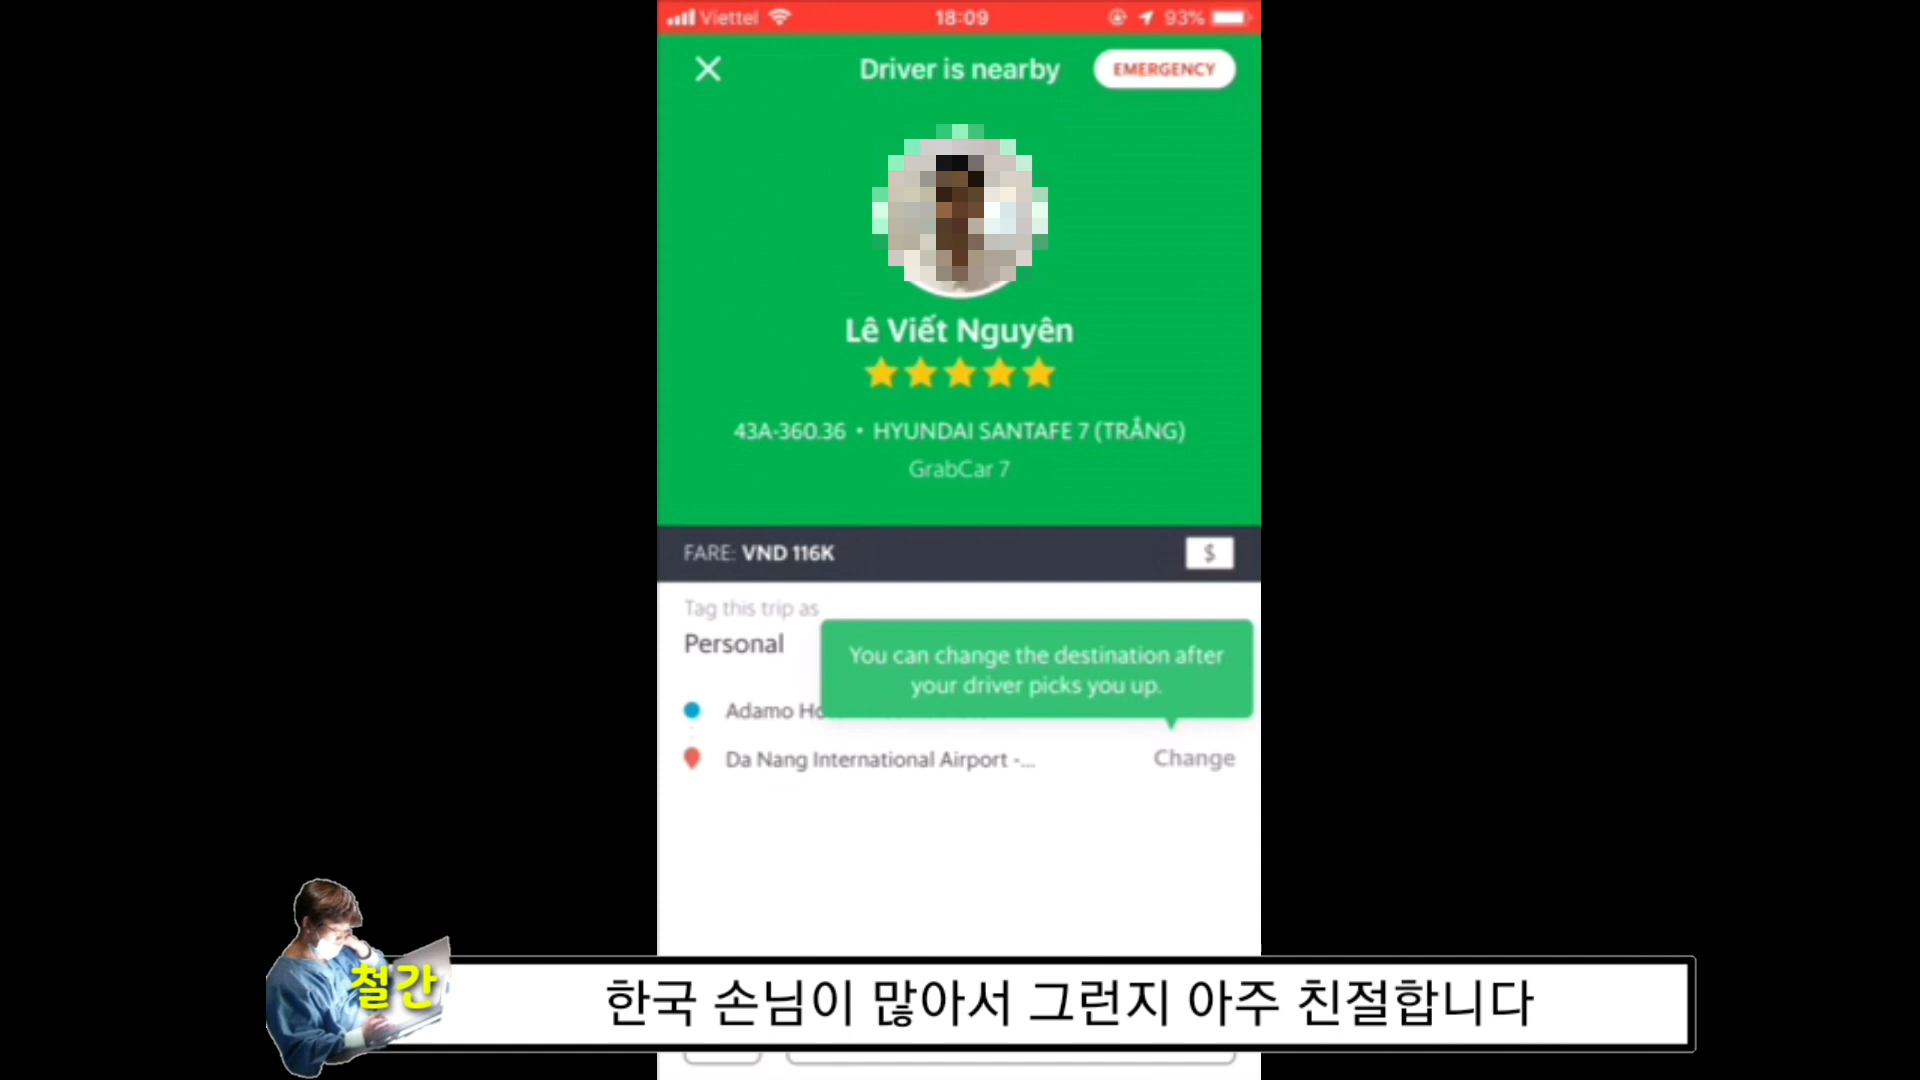 Viettel 18:09 93%
Driver is nearby EMERGENCY
Lê Viết Nguyên
43A-360.36 • HYUNDAI SANTAFE 7 (TRẮNG)
GrabCar 7
FARE: VND 116K $
Tag this trip as
Personal
You can change the destination after
your driver picks you up.
Adamo
Da Nang International Airport -...
Change
철간
한국 손님이 많아서 그런지 아주 친절합니다